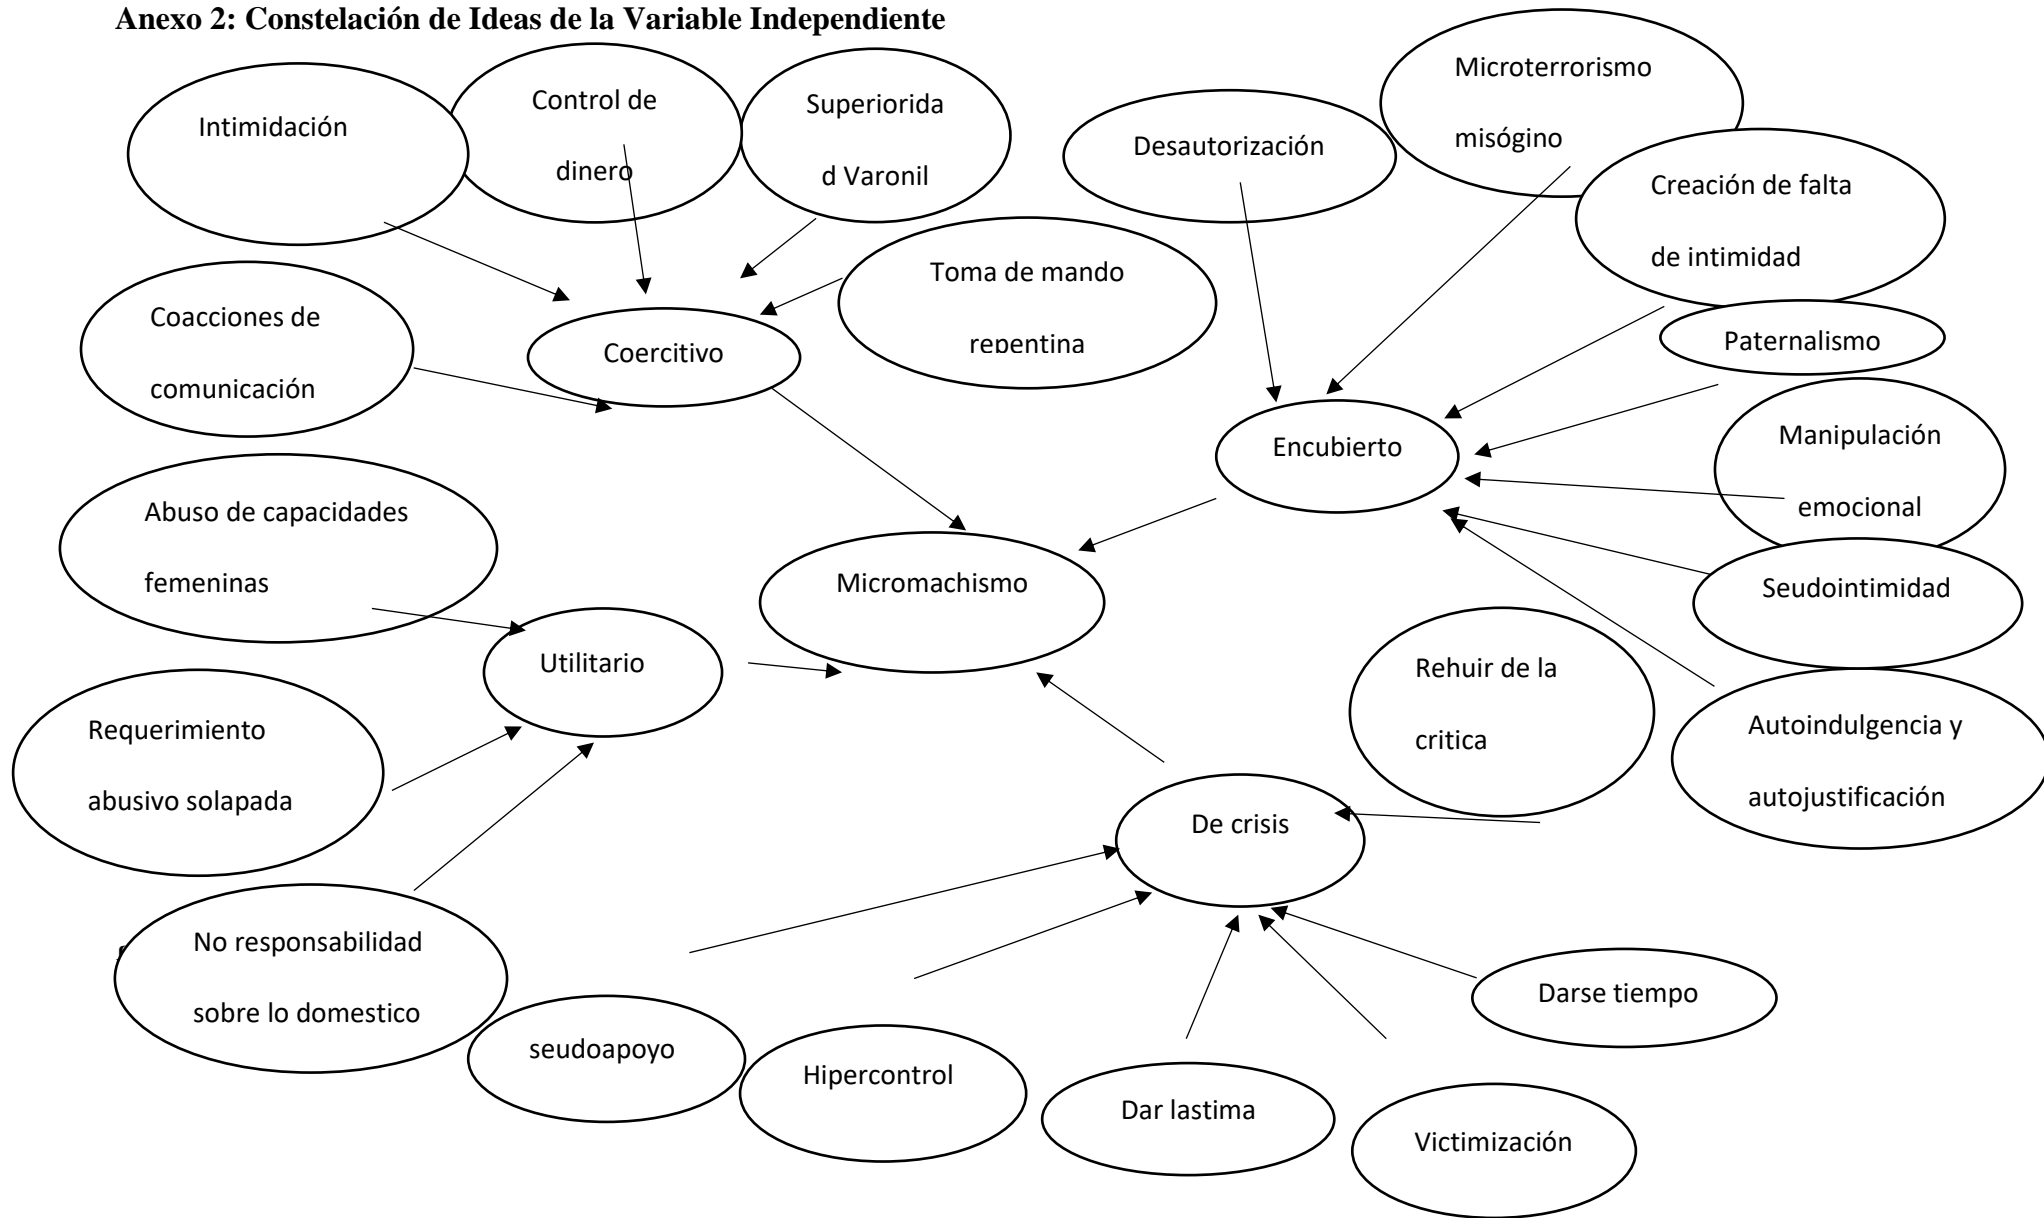 Anexo 2: Constelación de Ideas de la Variable Independiente
Intimidación
Control de
dinero
Superiorida
d Varonil
Desautorización
Microterrorismo
misógino
Creación de falta
de intimidad
Coacciones de
comunicación
Coercitivo
Toma de mando
repentina
Paternalismo
Encubierto
Manipulación
emocional
Abuso de capacidades
femeninas
Micromachismo
Seudointimidad
Utilitario
Rehuir de la
critica
Requerimiento
abusivo solapada
Autoindulgencia y
autojustificación
De crisis
No responsabilidad
sobre lo domestico
seudoapoyo
Hipercontrol
Dar lastima
Victimización
Darse tiempo